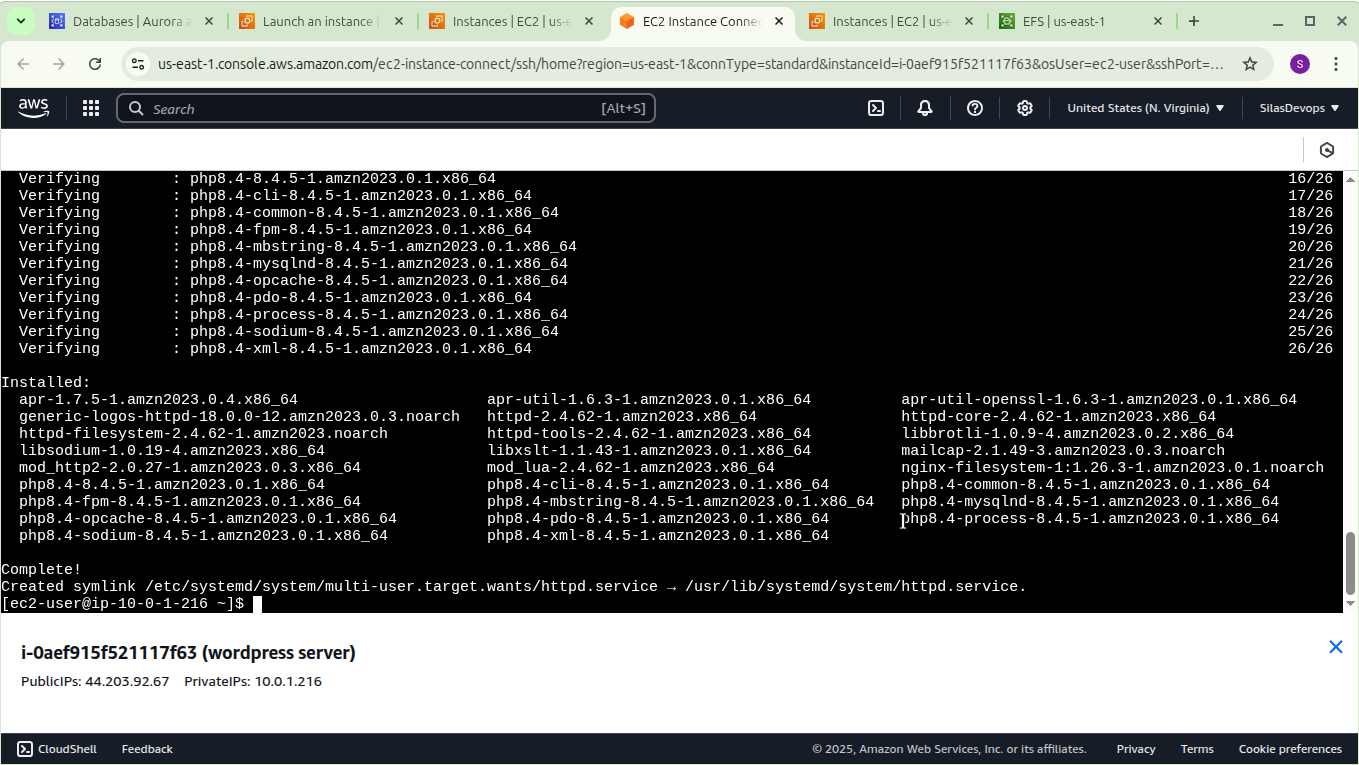 Databases | Aurora a
Launch an instance |
Instances | EC2 | us-e
EC2 Instance Connec
Instances | EC2 | us-e
EFS | us-east-1
us-east-1.console.aws.amazon.com/ec2-instance-connect/ssh/home?region=us-east-1&connType=standard&instanceId=i-0aef915f521117f63&osUser=ec2-user&sshPort=...
S
aws
Search [Alt+S]
United States (N. Virginia)
SilasDevops
Verifying : php8.4-8.4.5-1.amzn2023.0.1.x86_64 16/26
Verifying : php8.4-cli-8.4.5-1.amzn2023.0.1.x86_64 17/26
Verifying : php8.4-common-8.4.5-1.amzn2023.0.1.x86_64 18/26
Verifying : php8.4-fpm-8.4.5-1.amzn2023.0.1.x86_64 19/26
Verifying : php8.4-mbstring-8.4.5-1.amzn2023.0.1.x86_64 20/26
Verifying : php8.4-mysqlnd-8.4.5-1.amzn2023.0.1.x86_64 21/26
Verifying : php8.4-opcache-8.4.5-1.amzn2023.0.1.x86_64 22/26
Verifying : php8.4-pdo-8.4.5-1.amzn2023.0.1.x86_64 23/26
Verifying : php8.4-process-8.4.5-1.amzn2023.0.1.x86_64 24/26
Verifying : php8.4-sodium-8.4.5-1.amzn2023.0.1.x86_64 25/26
Verifying : php8.4-xml-8.4.5-1.amzn2023.0.1.x86_64 26/26
Installed:
apr-1.7.5-1.amzn2023.0.4.x86_64 apr-util-1.6.3-1.amzn2023.0.1.x86_64 apr-util-openssl-1.6.3-1.amzn2023.0.1.x86_64
generic-logos-httpd-18.0.0-12.amzn2023.0.3.noarch httpd-2.4.62-1.amzn2023.x86_64 httpd-core-2.4.62-1.amzn2023.x86_64
httpd-filesystem-2.4.62-1.amzn2023.noarch httpd-tools-2.4.62-1.amzn2023.x86_64 libbrotli-1.0.9-4.amzn2023.0.2.x86_64
libsodium-1.0.19-4.amzn2023.x86_64 libxslt-1.1.43-1.amzn2023.0.1.x86_64 mailcap-2.1.49-3.amzn2023.0.3.noarch
mod_http2-2.0.27-1.amzn2023.0.3.x86_64 mod_lua-2.4.62-1.amzn2023.x86_64 nginx-filesystem-1:1.26.3-1.amzn2023.0.1.noarch
php8.4-8.4.5-1.amzn2023.0.1.x86_64 php8.4-cli-8.4.5-1.amzn2023.0.1.x86_64 php8.4-common-8.4.5-1.amzn2023.0.1.x86_64
php8.4-fpm-8.4.5-1.amzn2023.0.1.x86_64 php8.4-mbstring-8.4.5-1.amzn2023.0.1.x86_64 php8.4-mysqlnd-8.4.5-1.amzn2023.0.1.x86_64
php8.4-opcache-8.4.5-1.amzn2023.0.1.x86_64 php8.4-pdo-8.4.5-1.amzn2023.0.1.x86_64 php8.4-process-8.4.5-1.amzn2023.0.1.x86_64
php8.4-sodium-8.4.5-1.amzn2023.0.1.x86_64 php8.4-xml-8.4.5-1.amzn2023.0.1.x86_64
Complete!
Created symlink /etc/systemd/system/multi-user.target.wants/httpd.service → /usr/lib/systemd/system/httpd.service.
[ec2-user@ip-10-0-1-216 ~]$
i-0aef915f521117f63 (wordpress server)
PublicIPs: 44.203.92.67 PrivateIPs: 10.0.1.216
CloudShell Feedback © 2025, Amazon Web Services, Inc. or its affiliates. Privacy Terms Cookie preferences